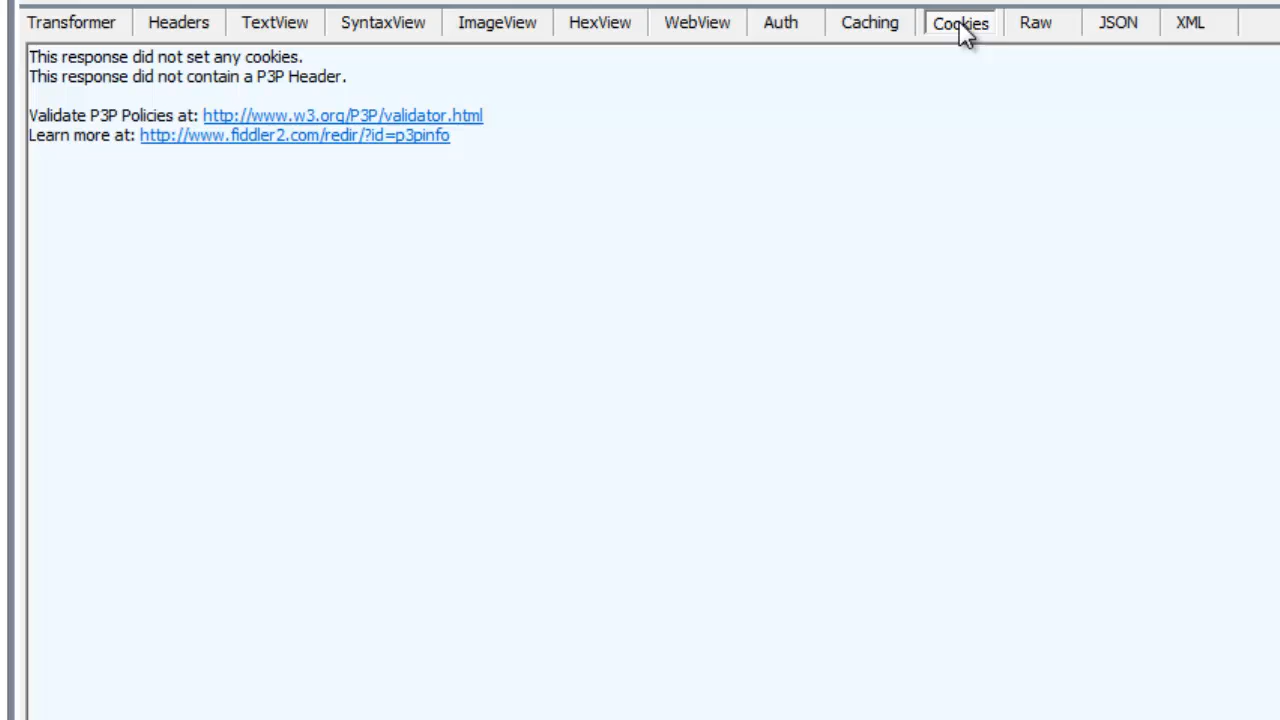 Transformer Headers TextView SyntaxView ImageView HexView WebView Auth Caching Cookies Raw JSON XML
This response did not set any cookies.
This response did not contain a P3P Header.
Validate P3P Policies at: http://www.w3.org/P3P/validator.html
Learn more at: http://www.fiddler2.com/redir/?id=p3pinfo